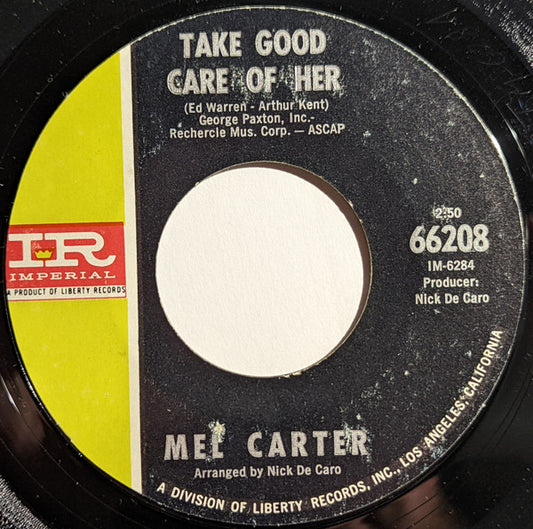 TAKE GOOD
CARE OF HER
(Ed Warren - Arthur Kent)
George Paxton, Inc.-
Rechercle Mus. Corp. — ASCAP
2:50
66208
IM-6284
Producer:
Nick De Caro
IR
IMPERIAL
A PRODUCT OF LIBERTY RECORDS
MEL CARTER
Arranged by Nick De Caro
A DIVISION OF LIBERTY RECORDS, INC., LOS ANGELES, CALIFORNIA